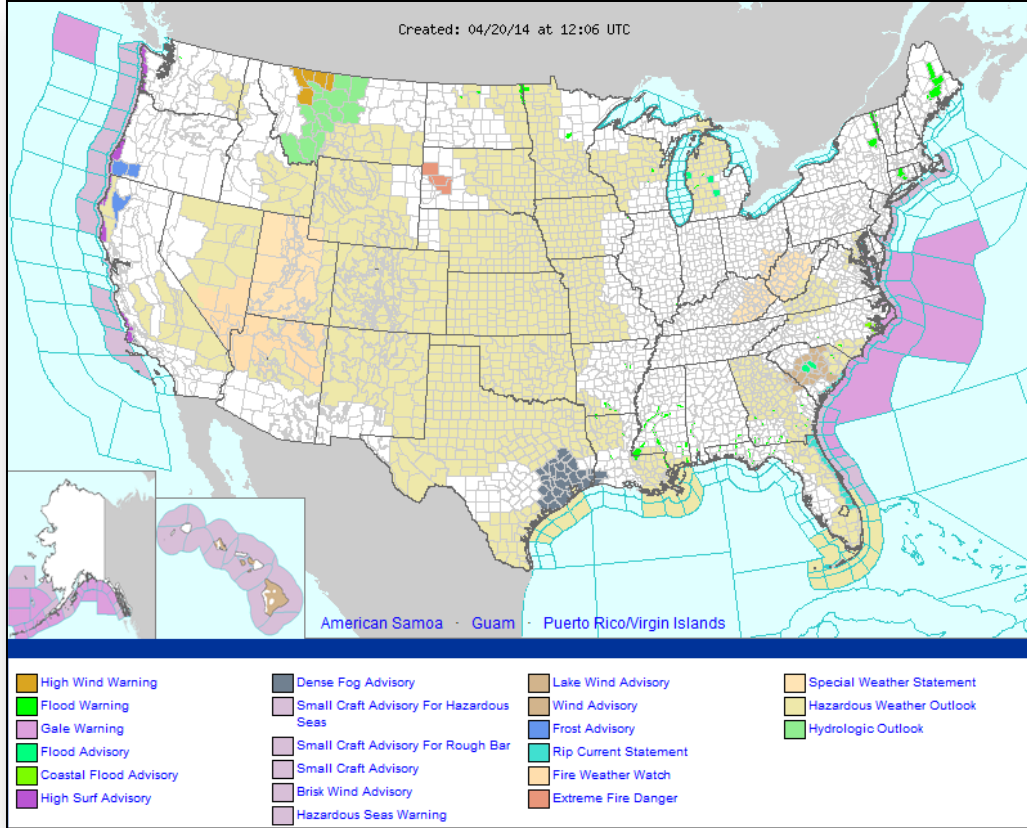 Created: 04/20/14 at 12:06 UTC
American Samoa - Guam - Puerto Rico/Virgin Islands
High Wind Warning
Flood Warning
Gale Warning
Flood Advisory
Coastal Flood Advisory
High Surf Advisory
Dense Fog Advisory
Small Craft Advisory For Hazardous
Seas
Small Craft Advisory For Rough Bar
Small Craft Advisory
Brisk Wind Advisory
Hazardous Seas Warning
Lake Wind Advisory
Wind Advisory
Frost Advisory
Rip Current Statement
Fire Weather Watch
Extreme Fire Danger
Special Weather Statement
Hazardous Weather Outlook
Hydrologic Outlook